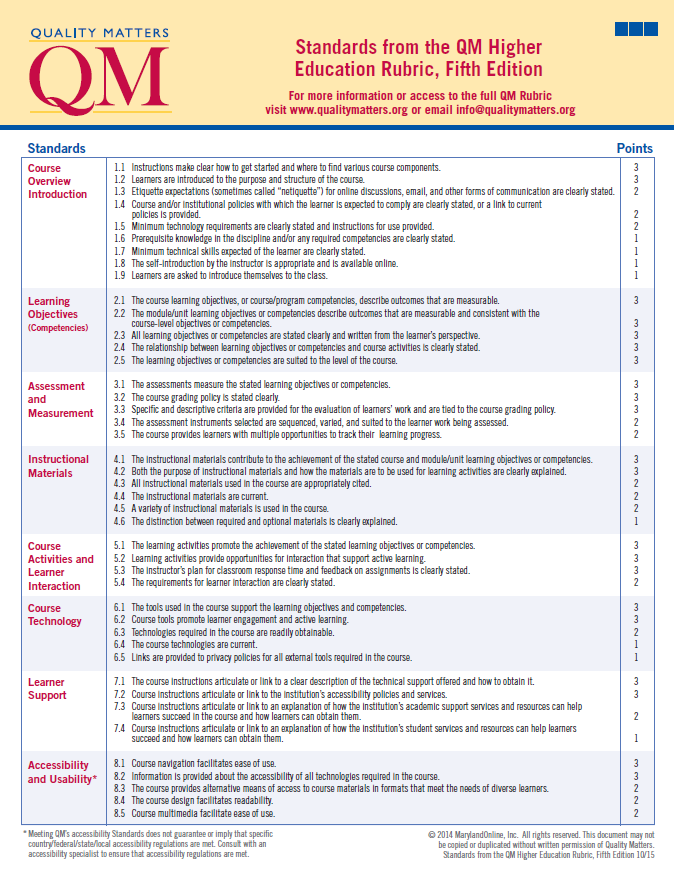 QUALITY MATTERS
QM
Standards from the QM Higher
Education Rubric, Fifth Edition
For more information or access to the full QM Rubric
visit www.qualitymatters.org or email info@qualitymatters.org
Standards Points
Course
Overview
Introduction
1.1 Instructions make clear how to get started and where to find various course components. 3
1.2 Learners are introduced to the purpose and structure of the course. 3
1.3 Etiquette expectations (sometimes called “netiquette”) for online discussions, email, and other forms of communication are clearly stated. 2
1.4 Course and/or institutional policies with which the learner is expected to comply are clearly stated, or a link to current
policies is provided. 2
1.5 Minimum technology requirements are clearly stated and instructions for use provided. 2
1.6 Prerequisite knowledge in the discipline and/or any required competencies are clearly stated. 1
1.7 Minimum technical skills expected of the learner are clearly stated. 1
1.8 The self-introduction by the instructor is appropriate and is available online. 1
1.9 Learners are asked to introduce themselves to the class. 1
Learning
Objectives
(Competencies)
2.1 The course learning objectives, or course/program competencies, describe outcomes that are measurable. 3
2.2 The module/unit learning objectives or competencies describe outcomes that are measurable and consistent with the
course-level objectives or competencies. 3
2.3 All learning objectives or competencies are stated clearly and written from the learner’s perspective. 3
2.4 The relationship between learning objectives or competencies and course activities is clearly stated. 3
2.5 The learning objectives or competencies are suited to the level of the course. 3
Assessment
and
Measurement
3.1 The assessments measure the stated learning objectives or competencies. 3
3.2 The course grading policy is stated clearly. 3
3.3 Specific and descriptive criteria are provided for the evaluation of learners’ work and are tied to the course grading policy. 3
3.4 The assessment instruments selected are sequenced, varied, and suited to the learner work being assessed. 2
3.5 The course provides learners with multiple opportunities to track their learning progress. 2
Instructional
Materials
4.1 The instructional materials contribute to the achievement of the stated course and module/unit learning objectives or competencies. 3
4.2 Both the purpose of instructional materials and how the materials are to be used for learning activities are clearly explained. 3
4.3 All instructional materials used in the course are appropriately cited. 2
4.4 The instructional materials are current. 2
4.5 A variety of instructional materials is used in the course. 2
4.6 The distinction between required and optional materials is clearly explained. 1
Course
Activities and
Learner
Interaction
5.1 The learning activities promote the achievement of the stated learning objectives or competencies. 3
5.2 Learning activities provide opportunities for interaction that support active learning. 3
5.3 The instructor’s plan for classroom response time and feedback on assignments is clearly stated. 3
5.4 The requirements for learner interaction are clearly stated. 2
Course
Technology
6.1 The tools used in the course support the learning objectives and competencies. 3
6.2 Course tools promote learner engagement and active learning. 3
6.3 Technologies required in the course are readily obtainable. 2
6.4 The course technologies are current. 1
6.5 Links are provided to privacy policies for all external tools required in the course. 1
Learner
Support
7.1 The course instructions articulate or link to a clear description of the technical support offered and how to obtain it. 3
7.2 Course instructions articulate or link to the institution’s accessibility policies and services. 3
7.3 Course instructions articulate or link to an explanation of how the institution’s academic support services and resources can help
learners succeed in the course and how learners can obtain them. 2
7.4 Course instructions articulate or link to an explanation of how the institution’s student services and resources can help learners
succeed and how learners can obtain them. 1
Accessibility
and Usability*
8.1 Course navigation facilitates ease of use. 3
8.2 Information is provided about the accessibility of all technologies required in the course. 3
8.3 The course provides alternative means of access to course materials in formats that meet the needs of diverse learners. 2
8.4 The course design facilitates readability. 2
8.5 Course multimedia facilitate ease of use. 2
* Meeting QM’s accessibility Standards does not guarantee or imply that specific
country/federal/state/local accessibility regulations are met. Consult with an
accessibility specialist to ensure that accessibility regulations are met.
© 2014 MarylandOnline, Inc. All rights reserved. This document may not
be copied or duplicated without written permission of Quality Matters.
Standards from the QM Higher Education Rubric, Fifth Edition 10/15